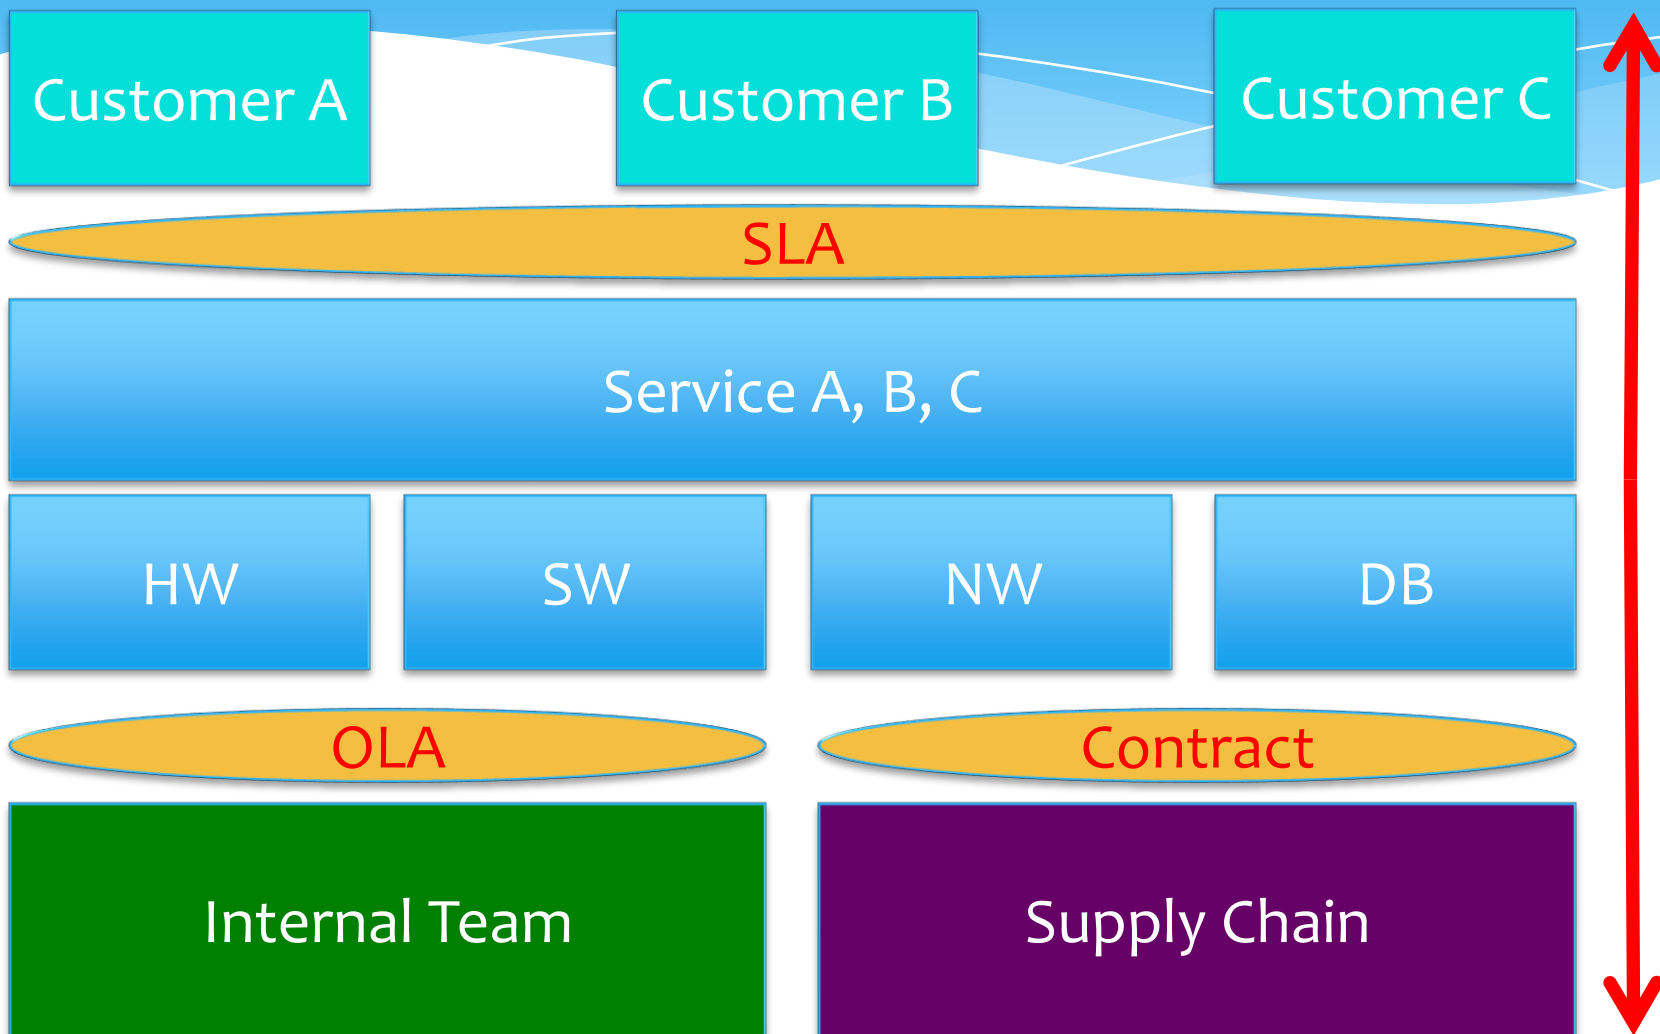 Customer A
Customer B
Customer C
SLA
Service A, B, C
HW
SW
NW
DB
OLA
Contract
Internal Team
Supply Chain